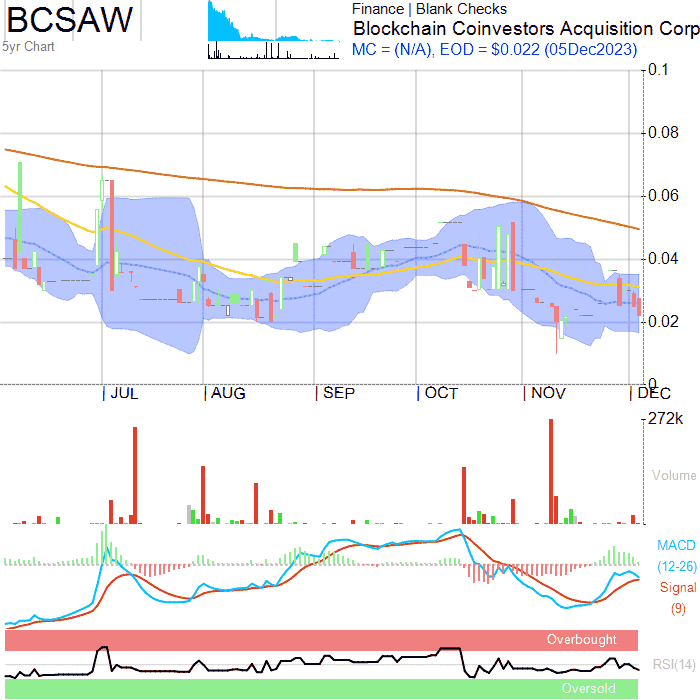 BCSAW
5yr Chart
Finance | Blank Checks
Blockchain Coinvestors Acquisition Corp
MC = (N/A), EOD = $0.022 (05Dec2023)
0.1
0.08
0.06
0.04
0.02
0
JUL AUG SEP OCT NOV DEC
272k
Volume
MACD
(12-26)
Signal
(9)
Overbought
RSI(14)
Oversold